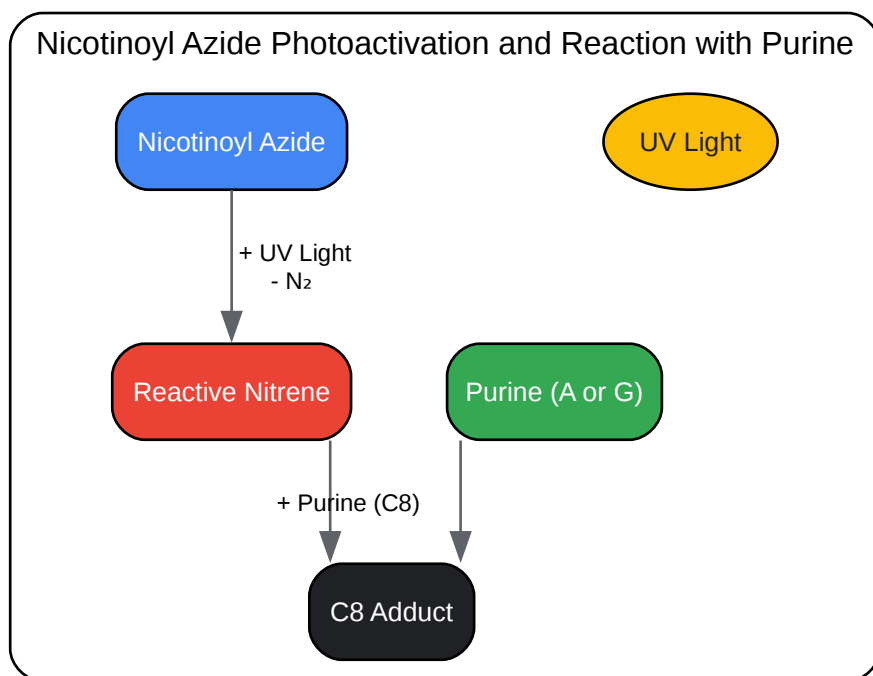 Nicotinoyl Azide Photoactivation and Reaction with Purine
Nicotinoyl Azide
UV Light
+ UV Light
- N₂
Reactive Nitrene
Purine (A or G)
+ Purine (C8)
C8 Adduct